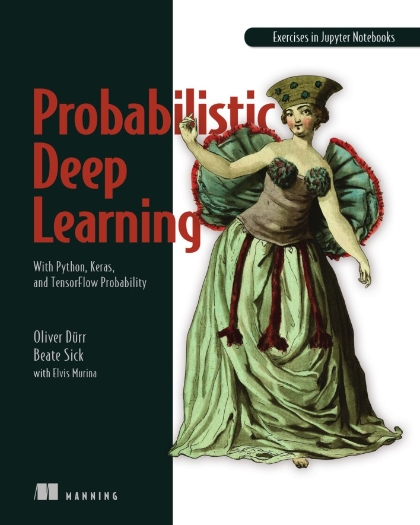 Exercises in Jupyter Notebooks
Probabilistic
Deep
Learning
With Python, Keras,
and TensorFlow Probability
Oliver Dürr
Beate Sick
with Elvis Murina
MANNING